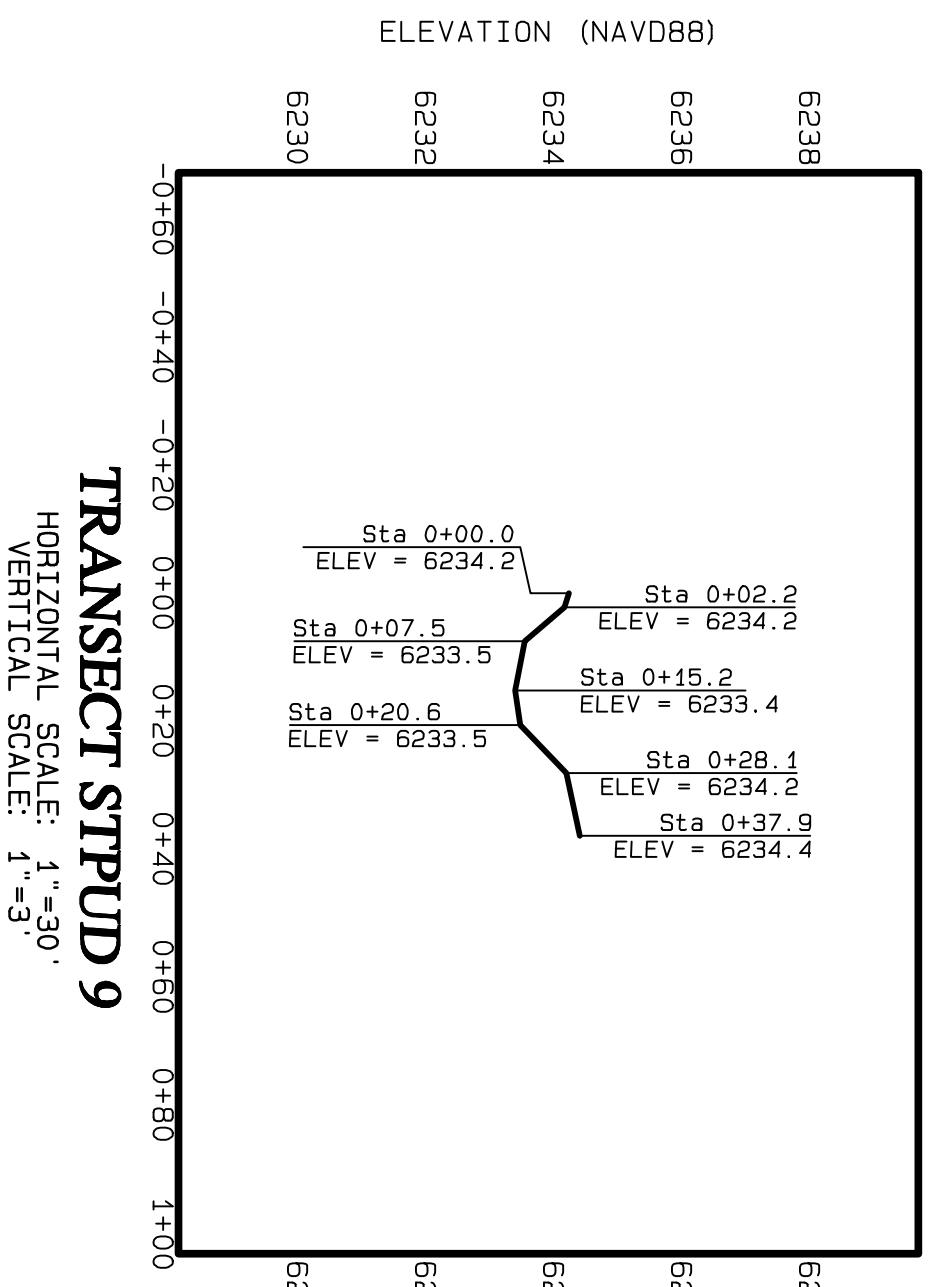 ELEVATION (NAVD88)
6230
6232
6234
6236
6238
-0+60
-0+40
-0+20
0+00
0+20
0+40
0+60
0+80
1+00
Sta 0+00.0
ELEV = 6234.2
Sta 0+02.2
ELEV = 6234.2
Sta 0+07.5
ELEV = 6233.5
Sta 0+15.2
ELEV = 6233.4
Sta 0+20.6
ELEV = 6233.5
Sta 0+28.1
ELEV = 6234.2
Sta 0+37.9
ELEV = 6234.4
TRANSECT STPUD 9
HORIZONTAL SCALE: 1"=30'
VERTICAL SCALE: 1"=3'